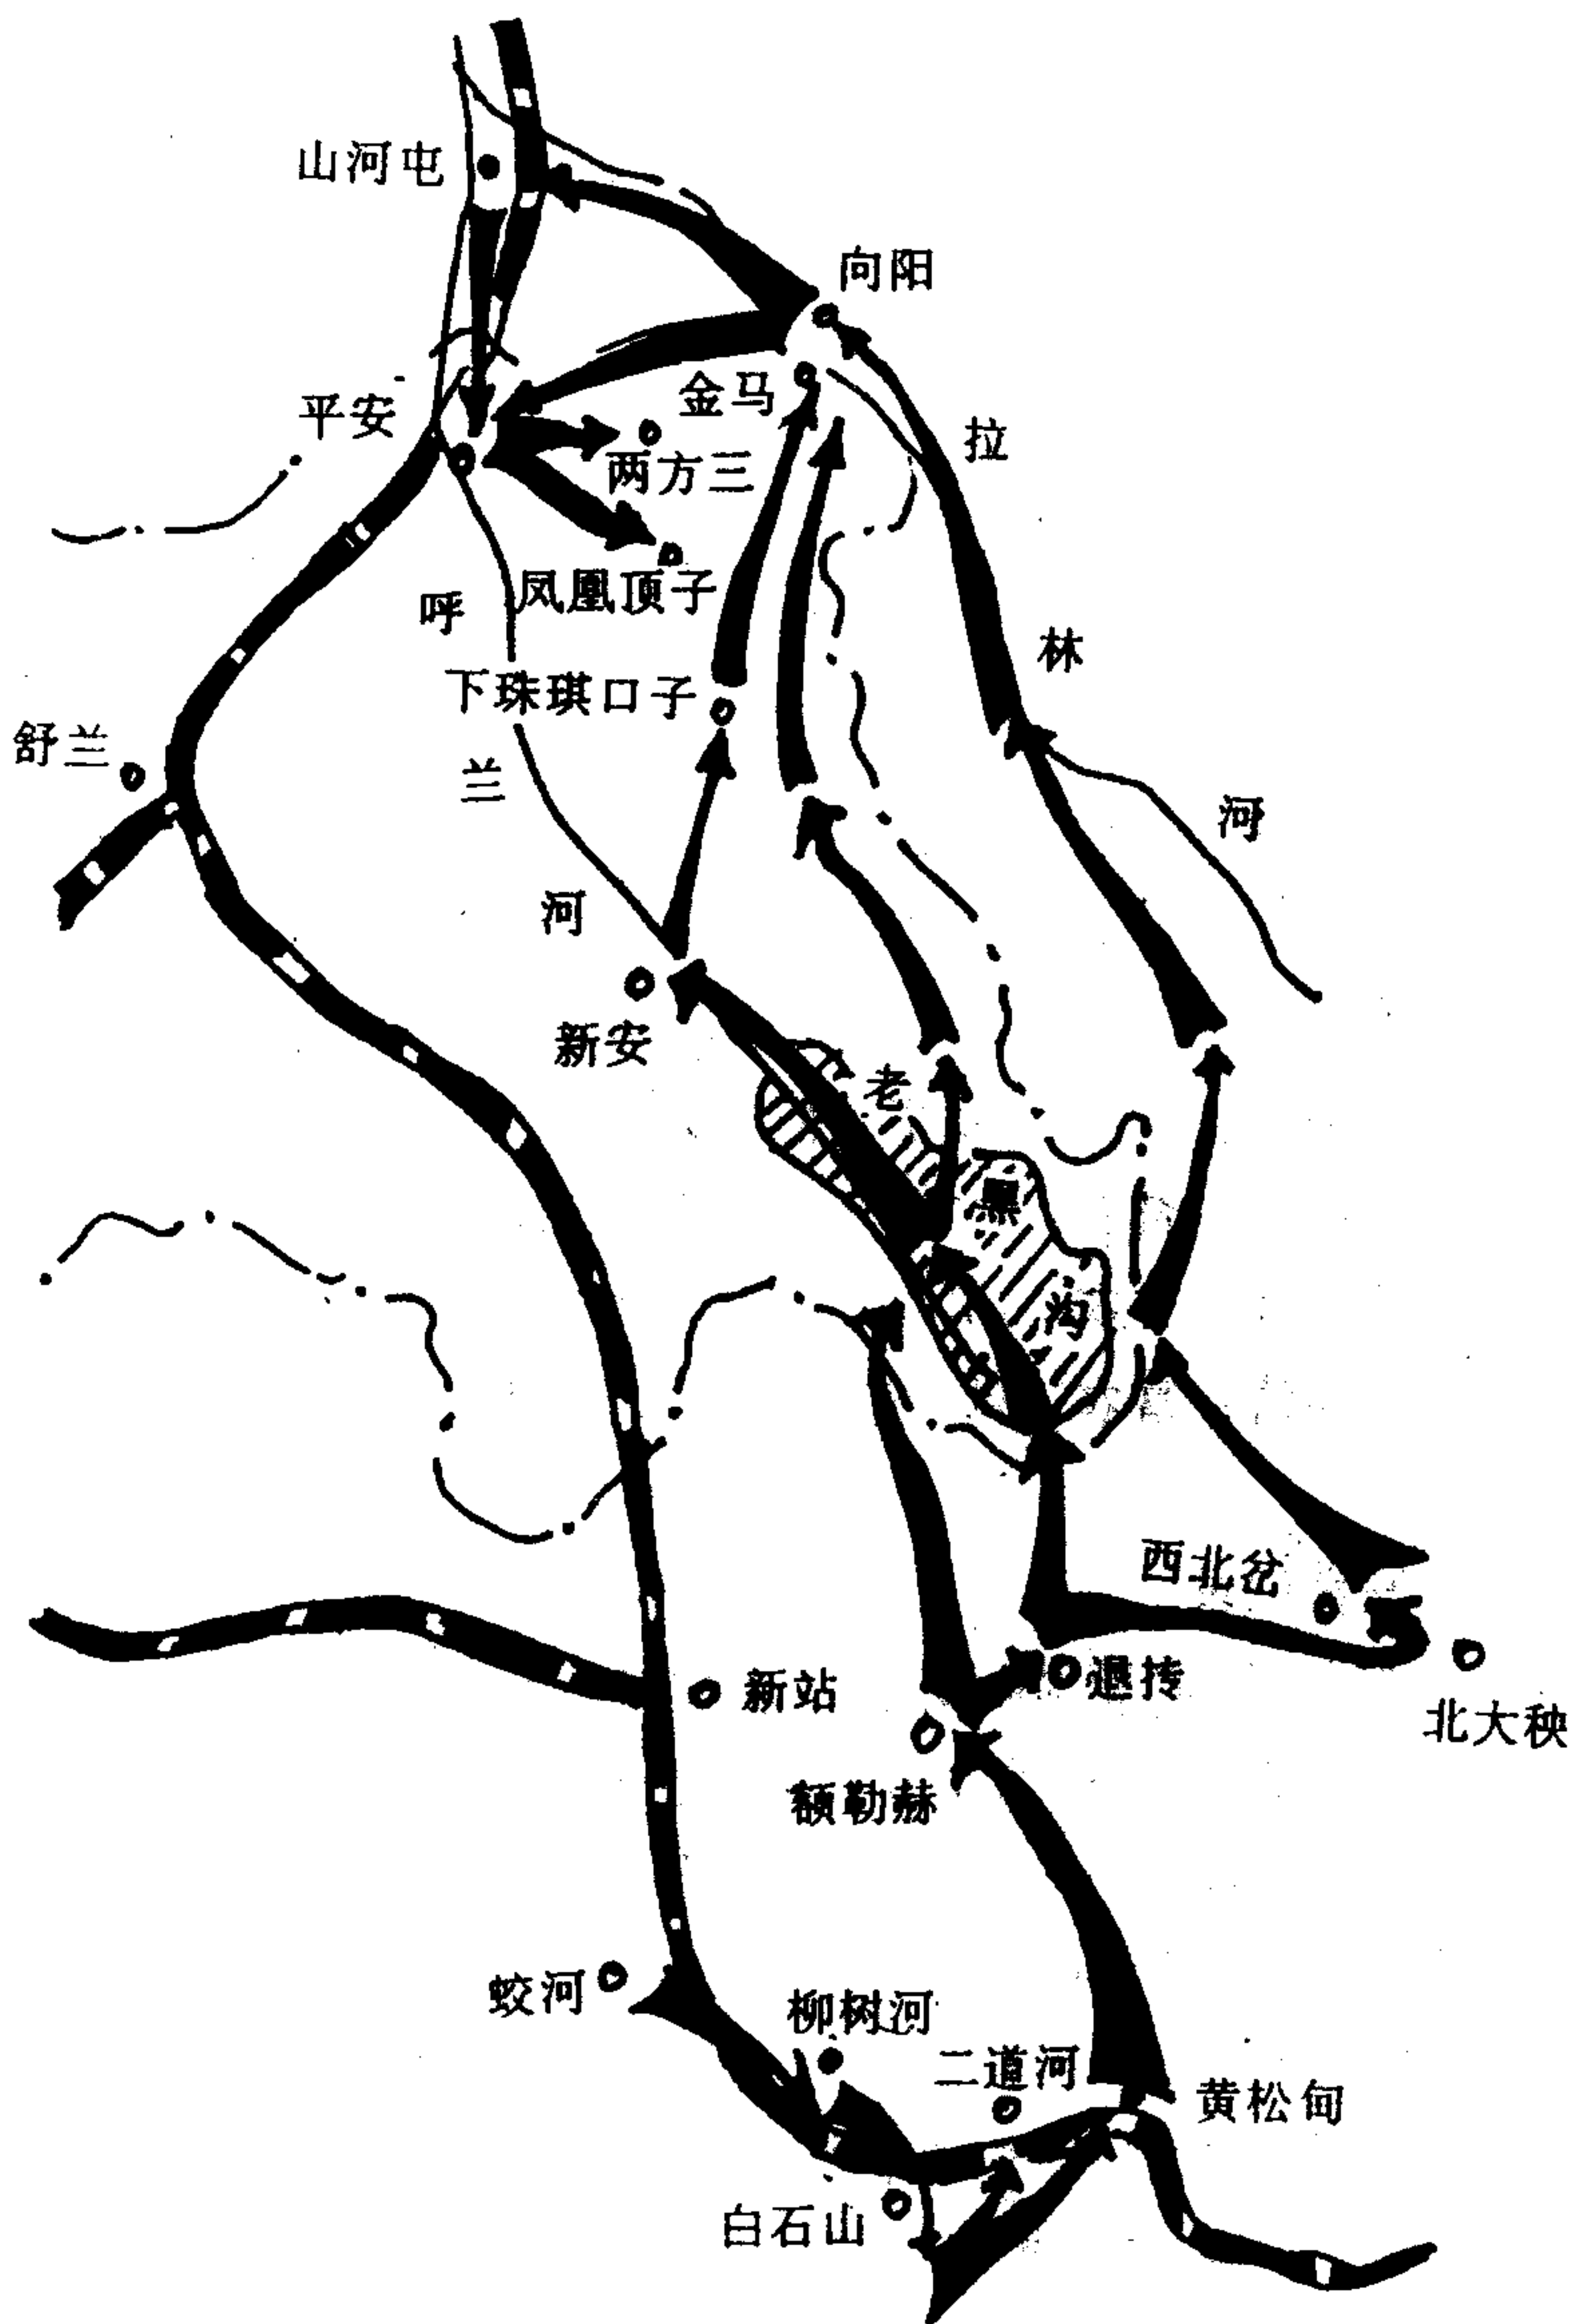 山河屯
向阳
金马
平安
两方三
拉
凤凰顶子
呼
林
下珠琪口子
舒兰
兰
河
河
新安
老
黑
沟
西北岔
新站
退抟
北大秧
额勒赫
蛟河
柳树河
二道河
黄松甸
白石山